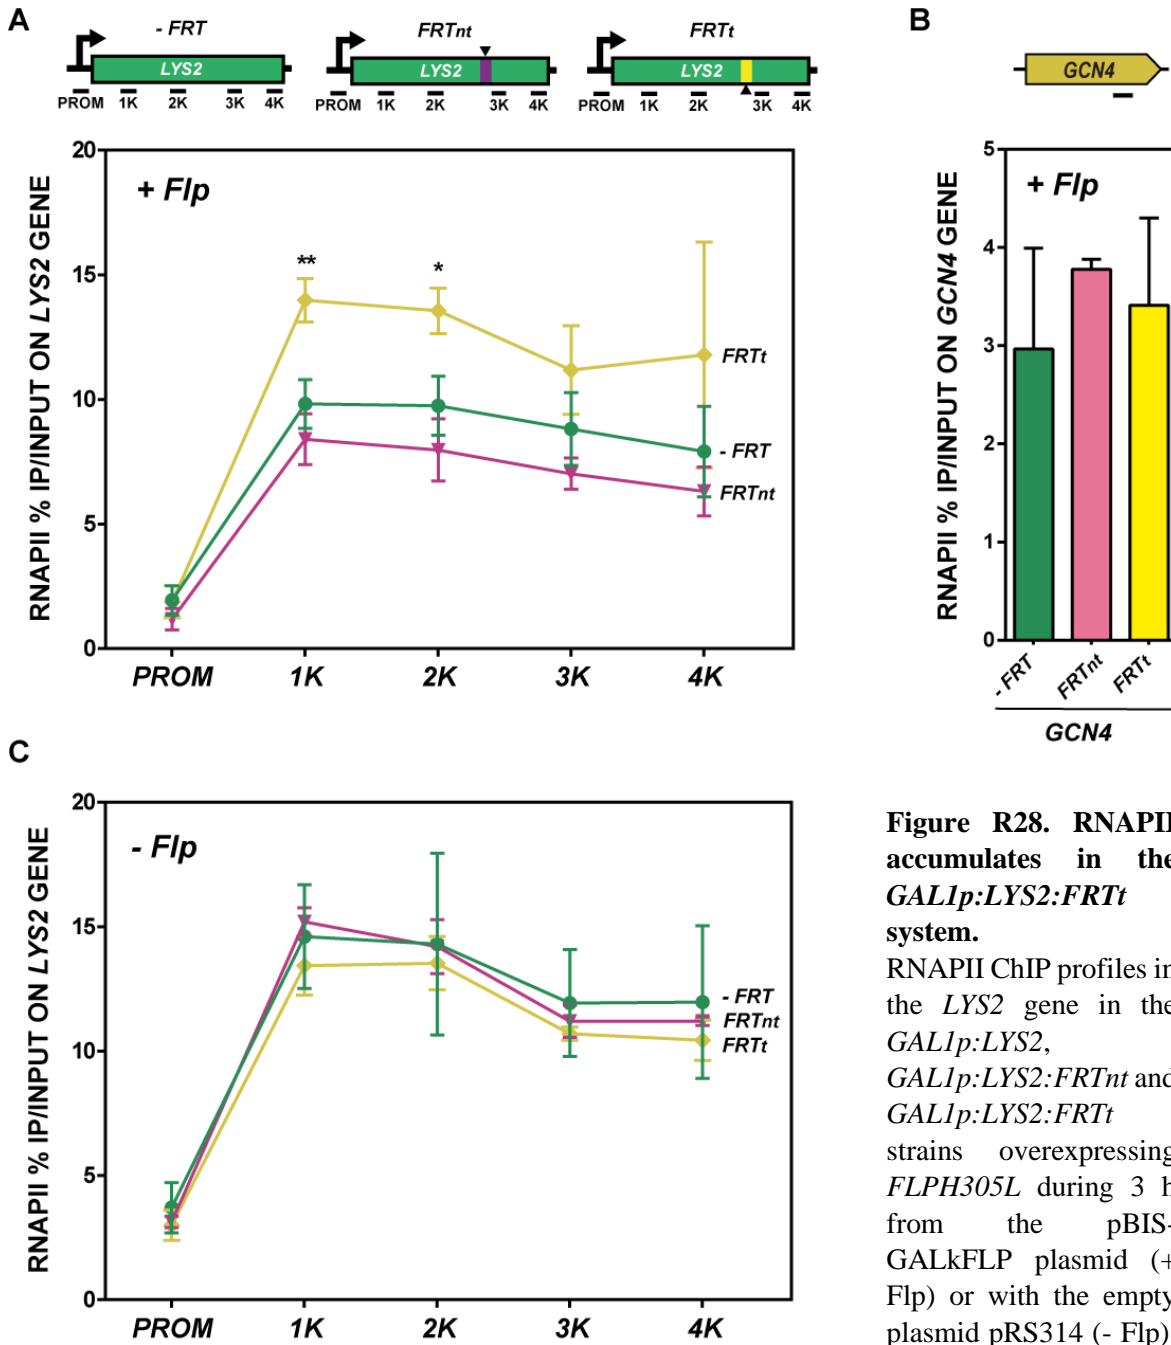 A
- FRT
LYS2
PROM 1K 2K 3K 4K
FRTnt
LYS2
PROM 1K 2K 3K 4K
FRTt
LYS2
PROM 1K 2K 3K 4K
RNAPII % IP/INPUT ON LYS2 GENE
20
15
10
5
0
+ Flp
**
*
FRTt
- FRT
FRTnt
PROM 1K 2K 3K 4K
B
GCN4
RNAPII % IP/INPUT ON GCN4 GENE
5
4
3
2
1
0
+ Flp
- FRT
FRTnt
FRTt
GCN4
C
RNAPII % IP/INPUT ON LYS2 GENE
20
15
10
5
0
- Flp
- FRT
FRTnt
FRTt
PROM 1K 2K 3K 4K
Figure R28. RNAPII
accumulates in the
GAL1p:LYS2:FRTt
system.
RNAPII ChIP profiles in
the LYS2 gene in the
GAL1p:LYS2,
GAL1p:LYS2:FRTnt and
GAL1p:LYS2:FRTt
strains overexpressing
FLPH305L during 3 h
from the pBIS-
GALkFLP plasmid (+
Flp) or with the empty
plasmid pRS314 (- Flp)